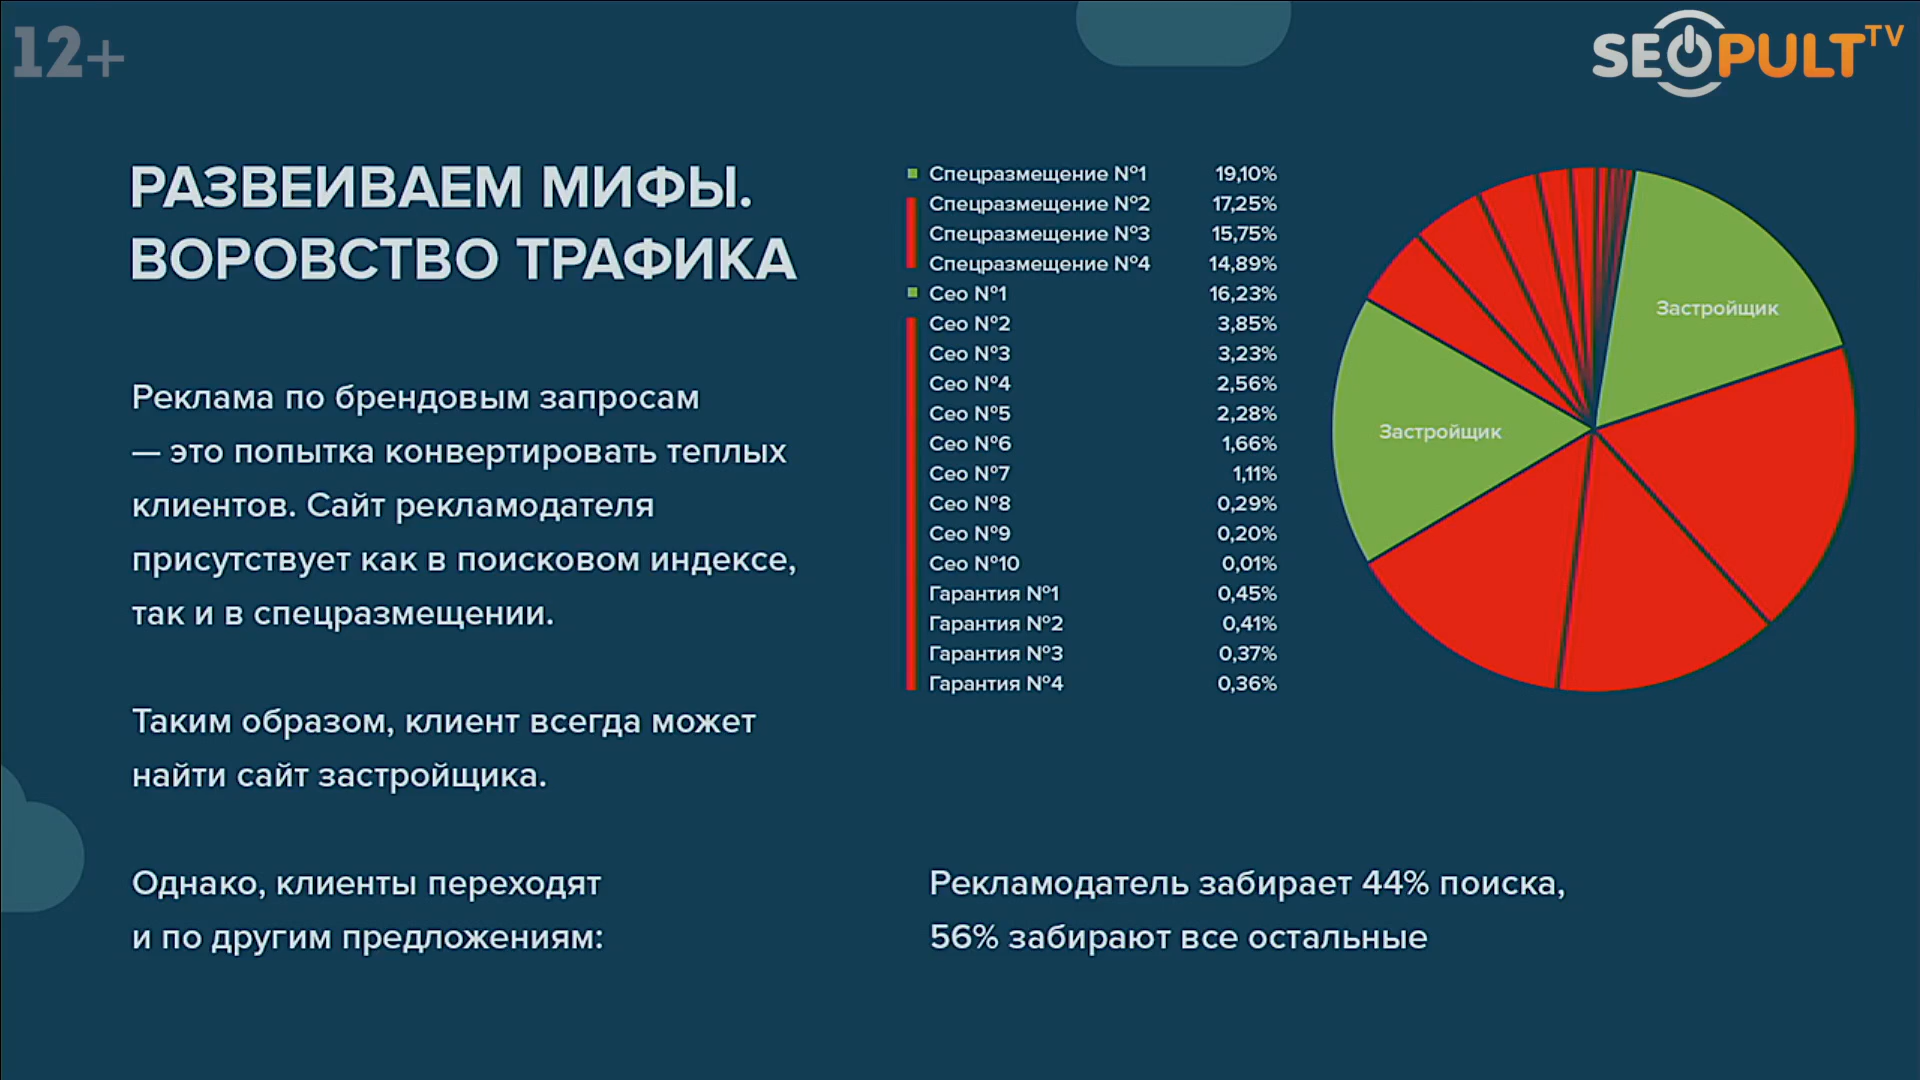 12+
SEOPULT TV
РАЗВЕИВАЕМ МИФЫ.
ВОРОВСТВО ТРАФИКА
Реклама по брендовым запросам
— это попытка конвертировать теплых
клиентов. Сайт рекламодателя
присутствует как в поисковом индексе,
так и в спецразмещении.
Таким образом, клиент всегда может
найти сайт застройщика.
Однако, клиенты переходят
и по другим предложениям:
Спецразмещение №1 19,10%
Спецразмещение №2 17,25%
Спецразмещение №3 15,75%
Спецразмещение №4 14,89%
Сео №1 16,23%
Сео №2 3,85%
Сео №3 3,23%
Сео №4 2,56%
Сео №5 2,28%
Сео №6 1,66%
Сео №7 1,11%
Сео №8 0,29%
Сео №9 0,20%
Сео №10 0,01%
Гарантия №1 0,45%
Гарантия №2 0,41%
Гарантия №3 0,37%
Гарантия №4 0,36%
Застройщик
Застройщик
Рекламодатель забирает 44% поиска,
56% забирают все остальные